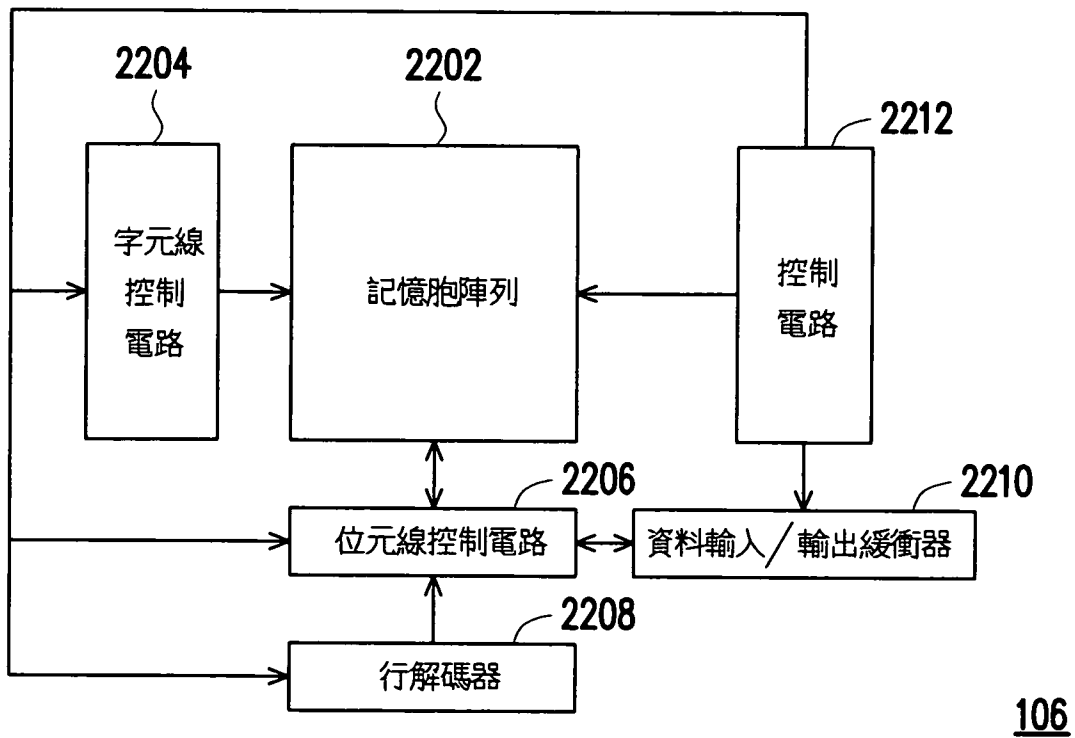 2204
2202
2212
字元線
控制
電路
記憶胞陣列
控制
電路
2206
2210
位元線控制電路
資料輸入/輸出緩衝器
2208
行解碼器
106